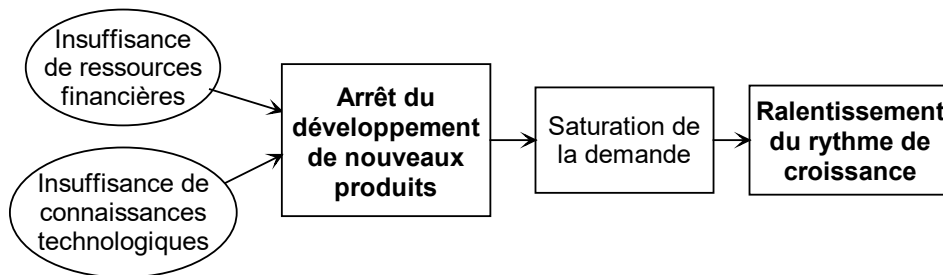 Insuffisance
de ressources
financières
Insuffisance de
connaissances
technologiques
Arrêt du
développement
de nouveaux
produits
Saturation de
la demande
Ralentissement
du rythme de
croissance